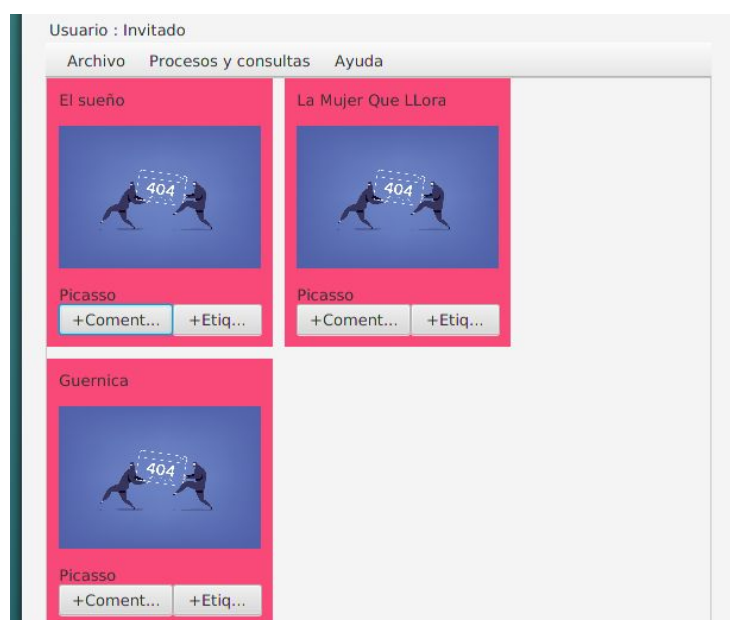 Usuario : Invitado
Archivo Procesos y consultas Ayuda
El sueño
404
Picasso
+Coment... +Etiq...
La Mujer Que LLora
404
Picasso
+Coment... +Etiq...
Guernica
404
Picasso
+Coment... +Etiq...